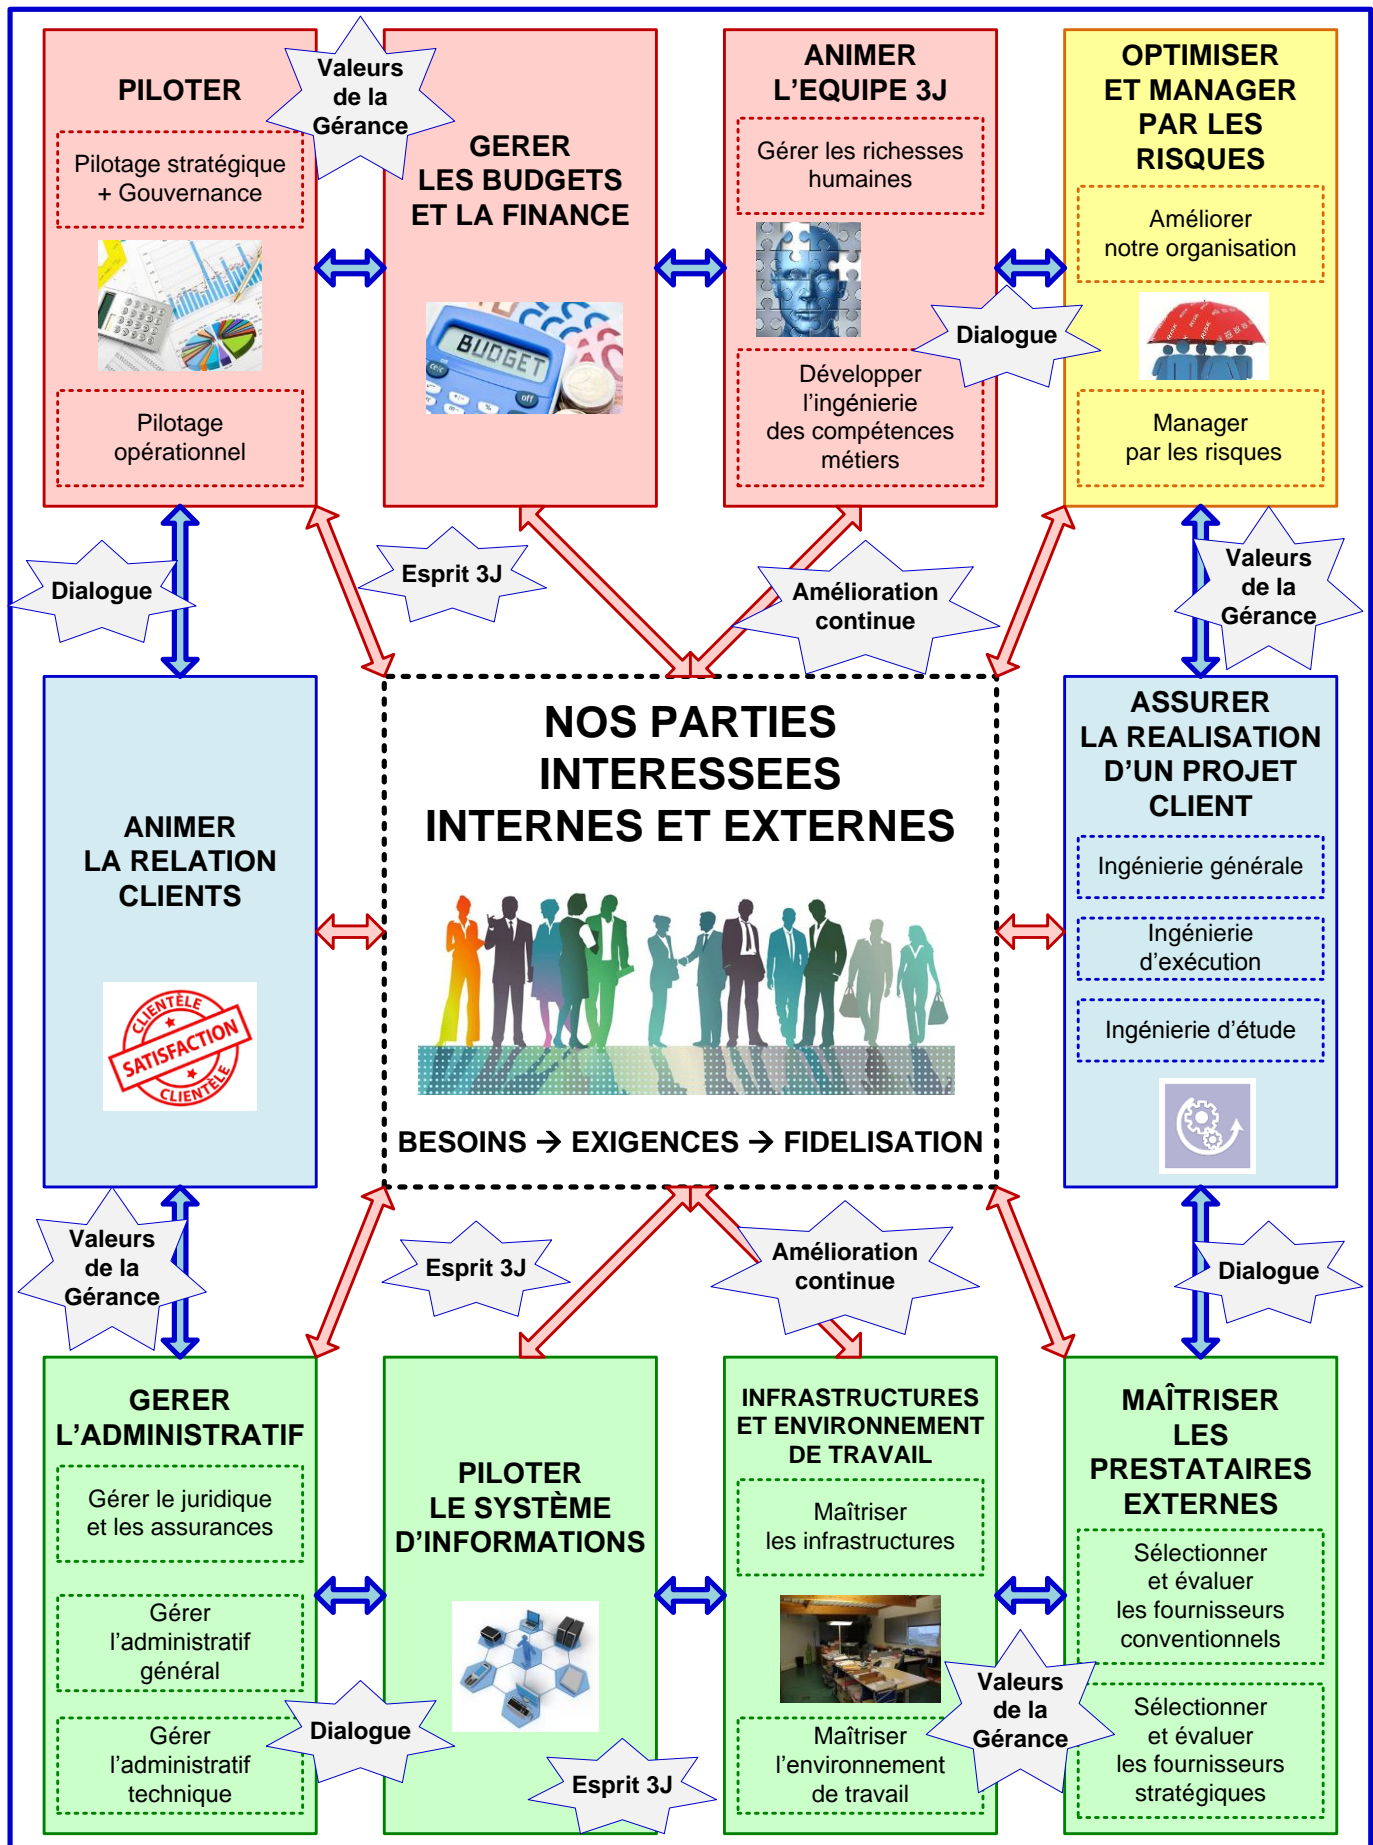 PILOTER
Pilotage stratégique
+ Gouvernance
Pilotage
opérationnel
Valeurs
de la
Gérance
GERER
LES BUDGETS
ET LA FINANCE
BUDGET
off
ANIMER
L’EQUIPE 3J
Gérer les richesses
humaines
Développer
l’ingénierie
des compétences
métiers
Dialogue
OPTIMISER
ET MANAGER
PAR LES
RISQUES
Améliorer
notre organisation
RISK
RISK
Manager
par les risques
Dialogue
Esprit 3J
Amélioration
continue
Valeurs
de la
Gérance
ANIMER
LA RELATION
CLIENTS
CLIENTÈLE
SATISFACTION
CLIENTÈLE
NOS PARTIES
INTERESSEES
INTERNES ET EXTERNES
BESOINS → EXIGENCES → FIDELISATION
ASSURER
LA REALISATION
D’UN PROJET
CLIENT
Ingénierie générale
Ingénierie
d’exécution
Ingénierie d’étude
Valeurs
de la
Gérance
Esprit 3J
Amélioration
continue
Dialogue
GERER
L’ADMINISTRATIF
Gérer le juridique
et les assurances
Gérer
l’administratif
général
Gérer
l’administratif
technique
Dialogue
PILOTER
LE SYSTÈME
D’INFORMATIONS
Esprit 3J
INFRASTRUCTURES
ET ENVIRONNEMENT
DE TRAVAIL
Maîtriser
les infrastructures
Maîtriser
l’environnement
de travail
Valeurs
de la
Gérance
MAÎTRISER
LES
PRESTATAIRES
EXTERNES
Sélectionner
et évaluer
les fournisseurs
conventionnels
Sélectionner
et évaluer
les fournisseurs
stratégiques